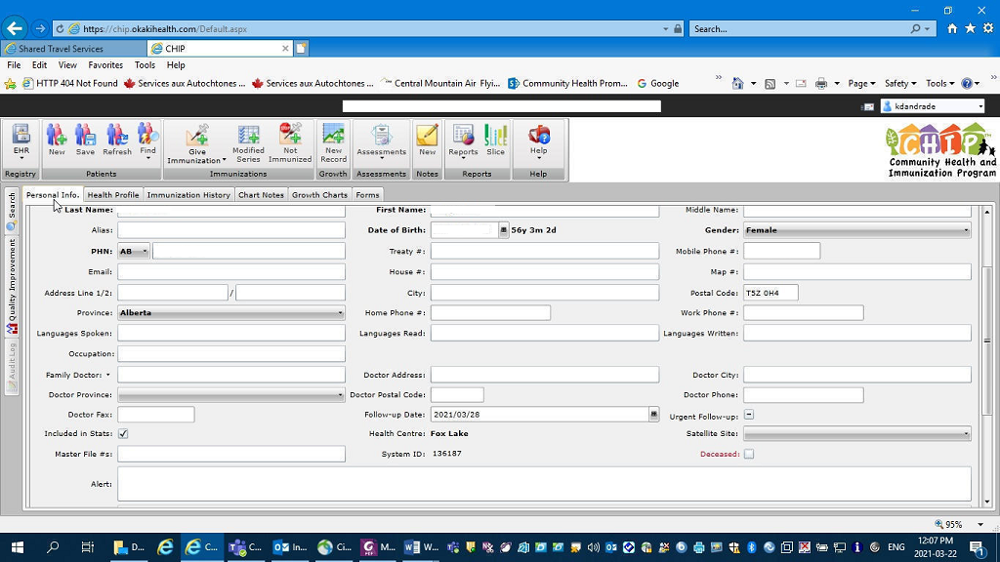 https://chip.okakihealth.com/Default.aspx
Search...
Shared Travel Services
CHIP
File Edit View Favorites Tools Help
HTTP 404 Not Found
Services aux Autochtones ...
Services aux Autochtones ...
Central Mountain Air Flyi...
Community Health Prom...
Google
Page
Safety
Tools
kdandrade
EHR
New
Save
Refresh
Find
Give Immunization
Modified Series
Not Immunized
New Record
Assessments
New
Reports
Slice
Help
Registry
Patients
Immunizations
Growth
Assessments
Notes
Reports
Help
CHIP
Community Health and
Immunization Program
Personal Info.
Health Profile
Immunization History
Chart Notes
Growth Charts
Forms
Search
Quality Improvement
Audit Log
Last Name: First Name: Middle Name:
Alias: Date of Birth: 56y 3m 2d Gender: Female
PHN: AB Treaty #: Mobile Phone #:
Email: House #: Map #:
Address Line 1/2: / City: Postal Code: T5Z 0H4
Province: Alberta Home Phone #: Work Phone #:
Languages Spoken: Languages Read: Languages Written:
Occupation:
Family Doctor: Doctor Address: Doctor City:
Doctor Province: Doctor Postal Code: Doctor Phone:
Doctor Fax: Follow-up Date: 2021/03/28 Urgent Follow-up:
Included in Stats: Health Centre: Fox Lake Satellite Site:
Master File #s: System ID: 136187 Deceased:
Alert:
95%
D...
C...
C...
In...
Ci...
M...
W...
ENG
12:07 PM
2021-03-22